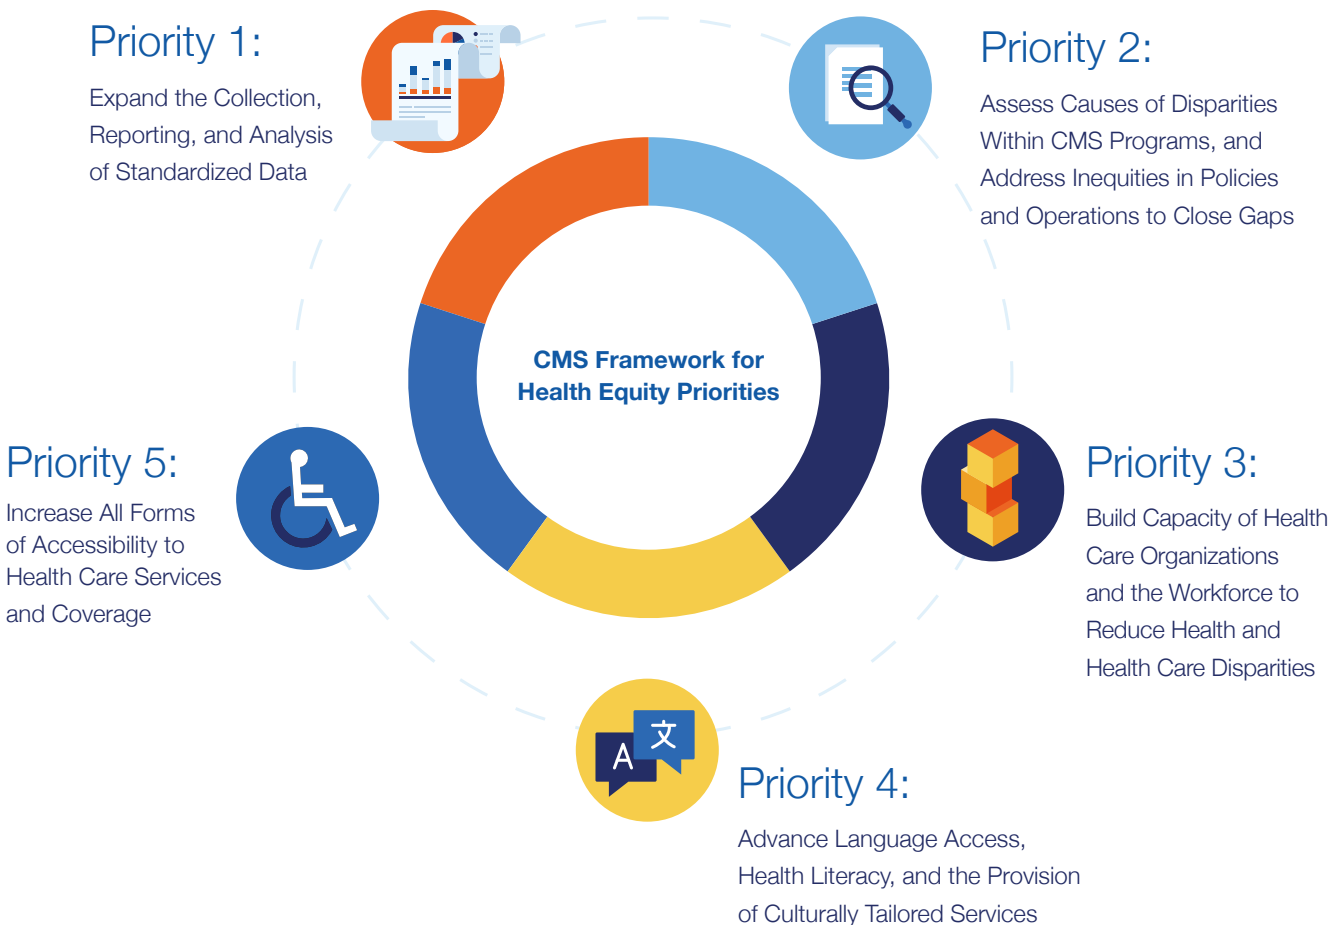 Priority 1:
Expand the Collection,
Reporting, and Analysis
of Standardized Data
Priority 2:
Assess Causes of Disparities
Within CMS Programs, and
Address Inequities in Policies
and Operations to Close Gaps
CMS Framework for
Health Equity Priorities
Priority 5:
Increase All Forms
of Accessibility to
Health Care Services
and Coverage
Priority 3:
Build Capacity of Health
Care Organizations
and the Workforce to
Reduce Health and
Health Care Disparities
A
文
Priority 4:
Advance Language Access,
Health Literacy, and the Provision
of Culturally Tailored Services